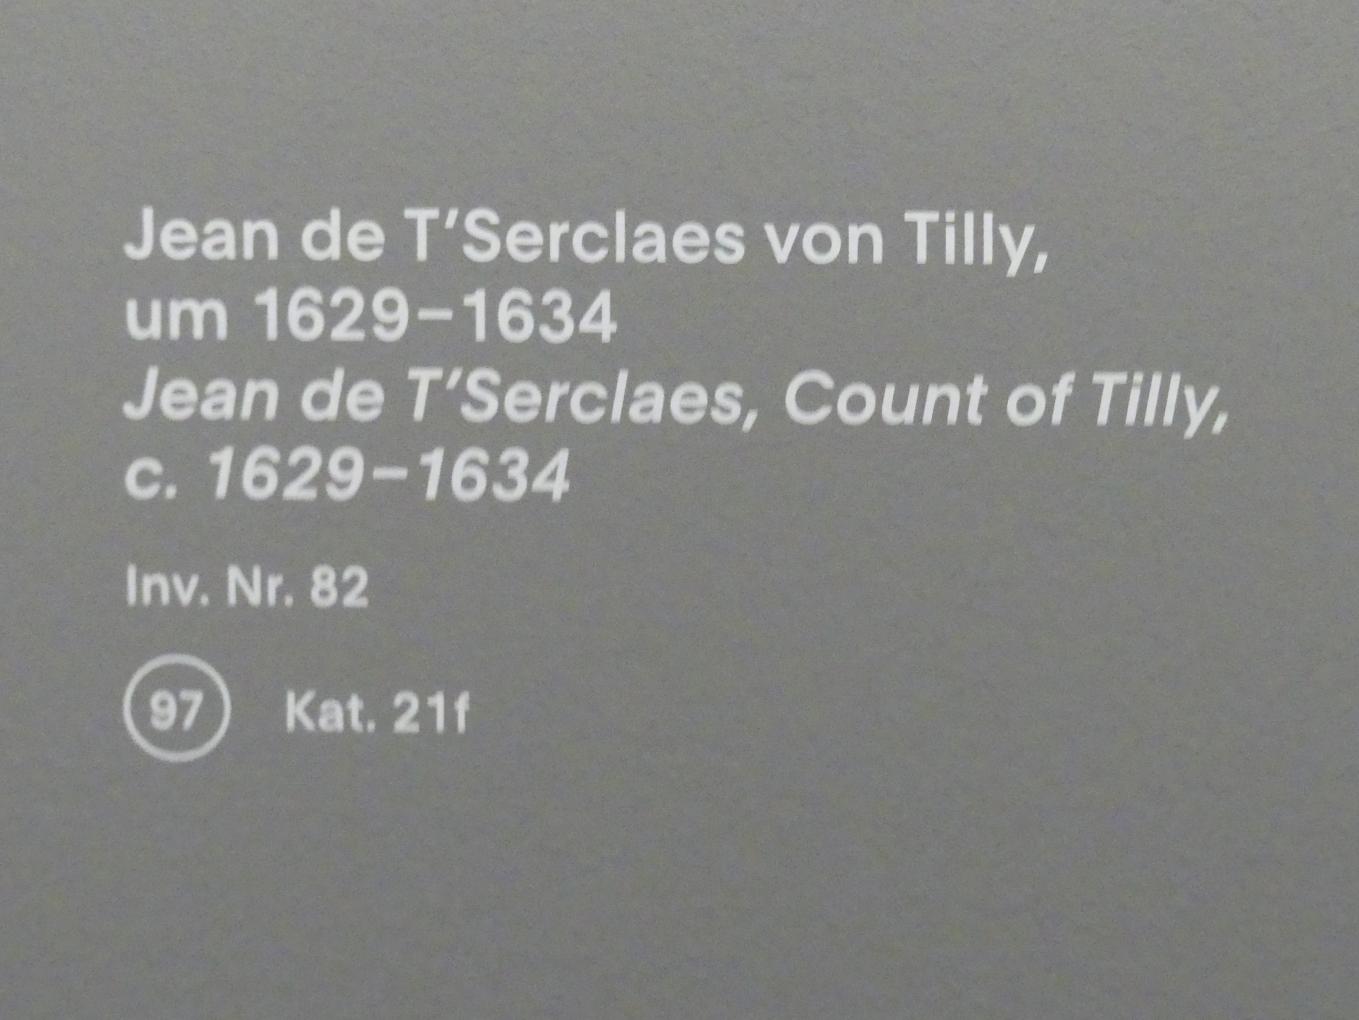 Jean de T’Serclaes von Tilly,
um 1629–1634
Jean de T’Serclaes, Count of Tilly,
c. 1629–1634
Inv. Nr. 82
97 Kat. 21f